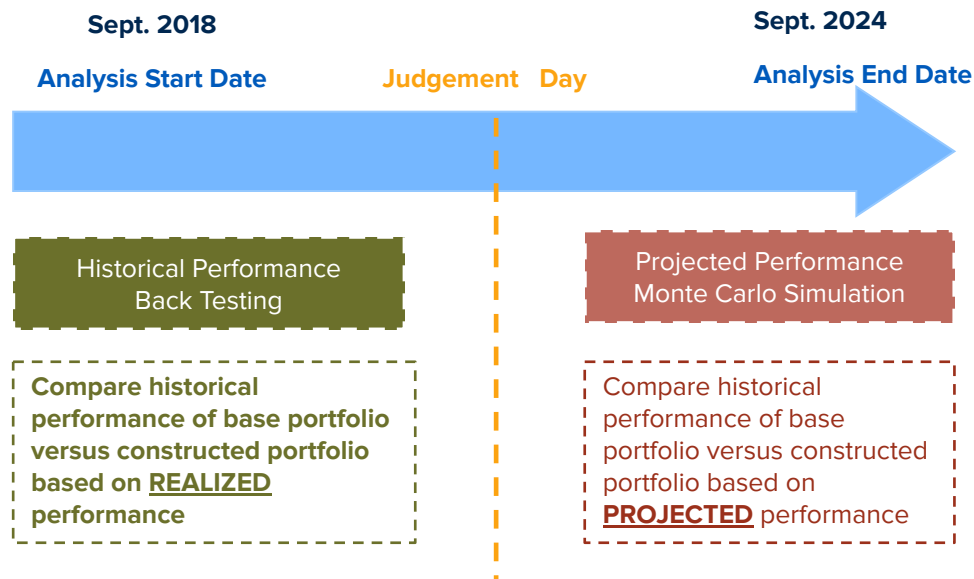 Sept. 2018
Sept. 2024
Analysis Start Date
Judgement Day
Analysis End Date
Historical Performance
Back Testing
Projected Performance
Monte Carlo Simulation
Compare historical
performance of base portfolio
versus constructed portfolio
based on REALIZED
performance
Compare historical
performance of base
portfolio versus constructed
portfolio based on
PROJECTED performance